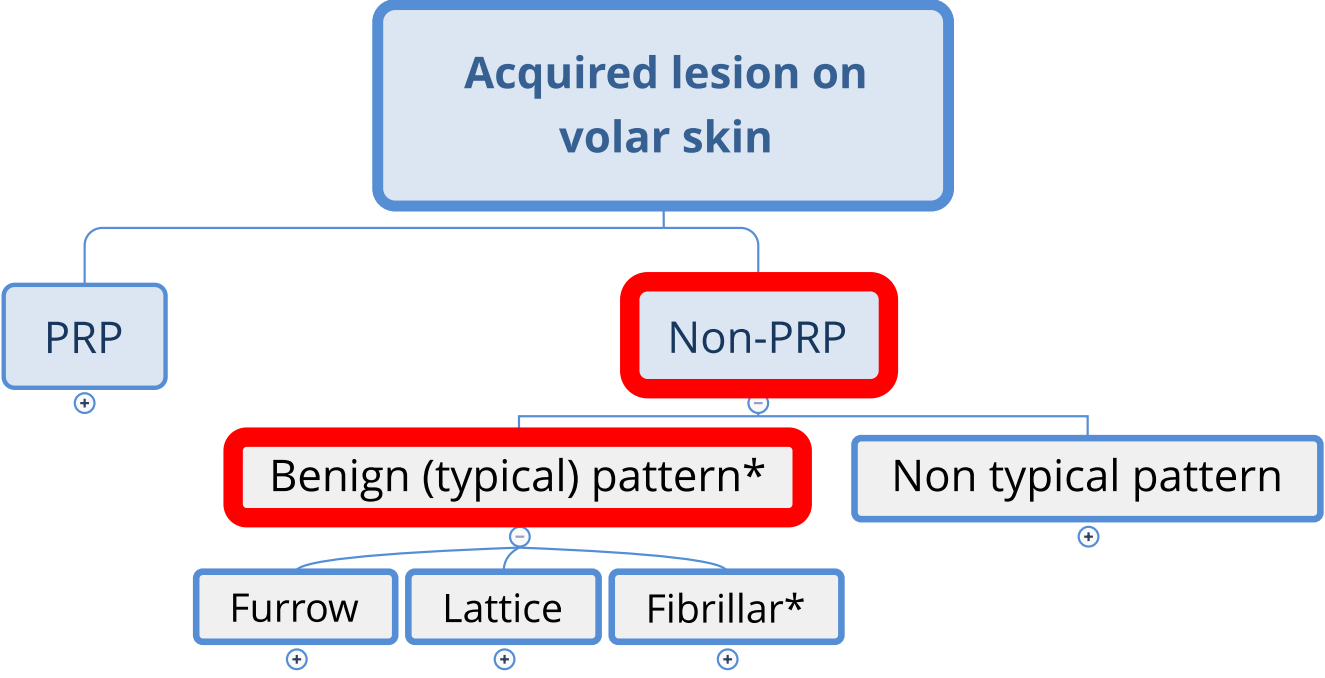 Acquired lesion on
volar skin
PRP
Non-PRP
Benign (typical) pattern*
Non typical pattern
Furrow
Lattice
Fibrillar*